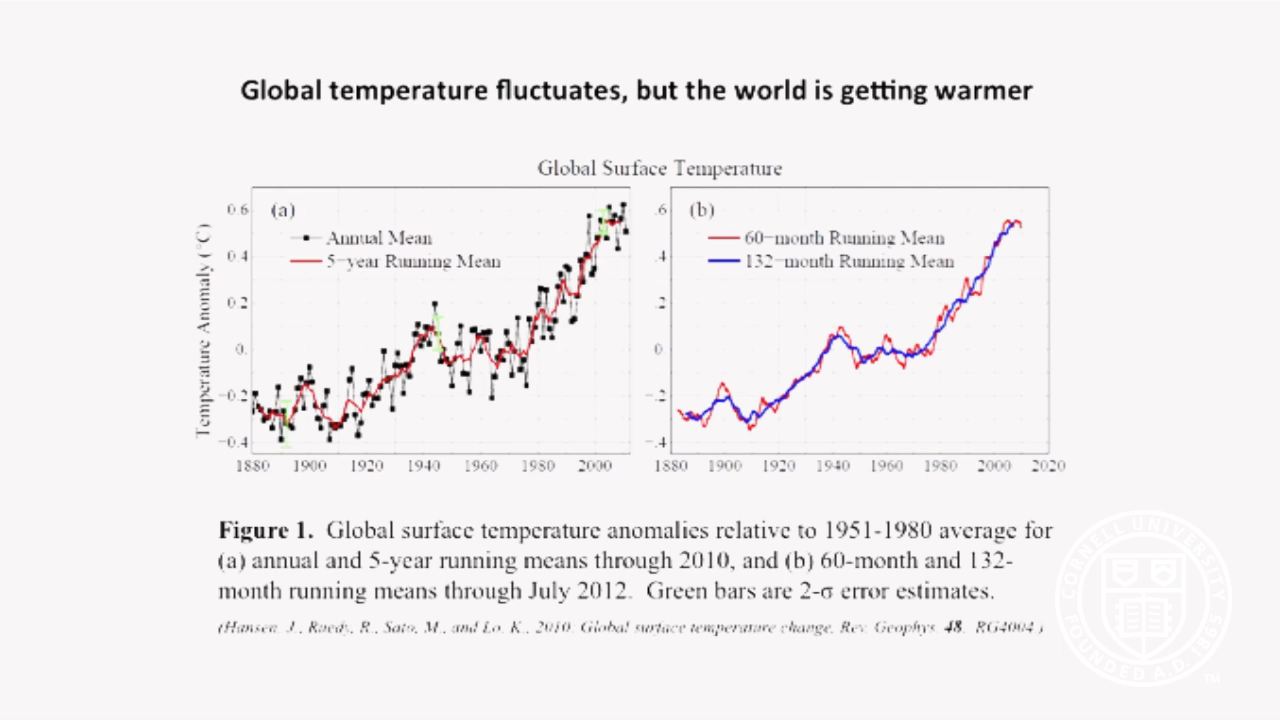 Global temperature fluctuates, but the world is getting warmer
Global Surface Temperature
Temperature Anomaly (°C)
0.6
0.4
0.2
0.
−0.2
−0.4
(a)
Annual Mean
5−year Running Mean
1880 1900 1920 1940 1960 1980 2000
.6
.4
.2
0.
−.2
−.4
(b)
60−month Running Mean
132−month Running Mean
1880 1900 1920 1940 1960 1980 2000 2020
Figure 1. Global surface temperature anomalies relative to 1951-1980 average for
(a) annual and 5-year running means through 2010, and (b) 60-month and 132-
month running means through July 2012. Green bars are 2-σ error estimates.
(Hansen, J., Ruedy, R., Sato, M., and Lo, K., 2010. Global surface temperature change. Rev. Geophys. 48, RG4004.)
CORNELL UNIVERSITY
FOUNDED A.D. 1865
TM